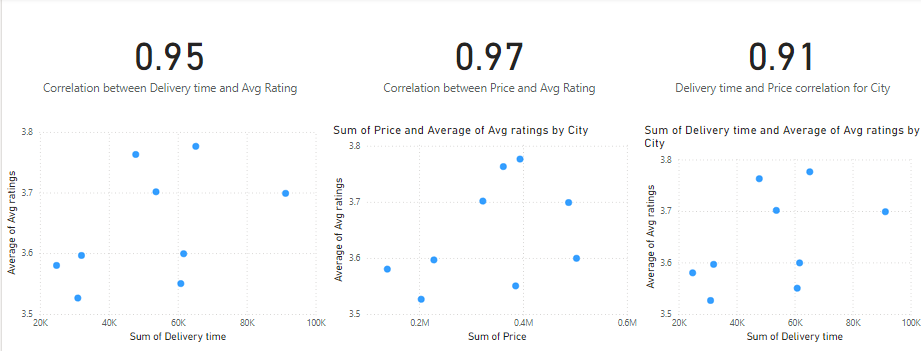 0.95
Correlation between Delivery time and Avg Rating
0.97
Correlation between Price and Avg Rating
0.91
Delivery time and Price correlation for City
3.8
3.7
3.6
3.5
Average of Avg ratings
20K 40K 60K 80K 100K
Sum of Delivery time
Sum of Price and Average of Avg ratings by City
3.8
3.7
3.6
3.5
Average of Avg ratings
0.2M 0.4M 0.6M
Sum of Price
Sum of Delivery time and Average of Avg ratings by
City
3.8
3.7
3.6
3.5
Average of Avg ratings
20K 40K 60K 80K 100K
Sum of Delivery time